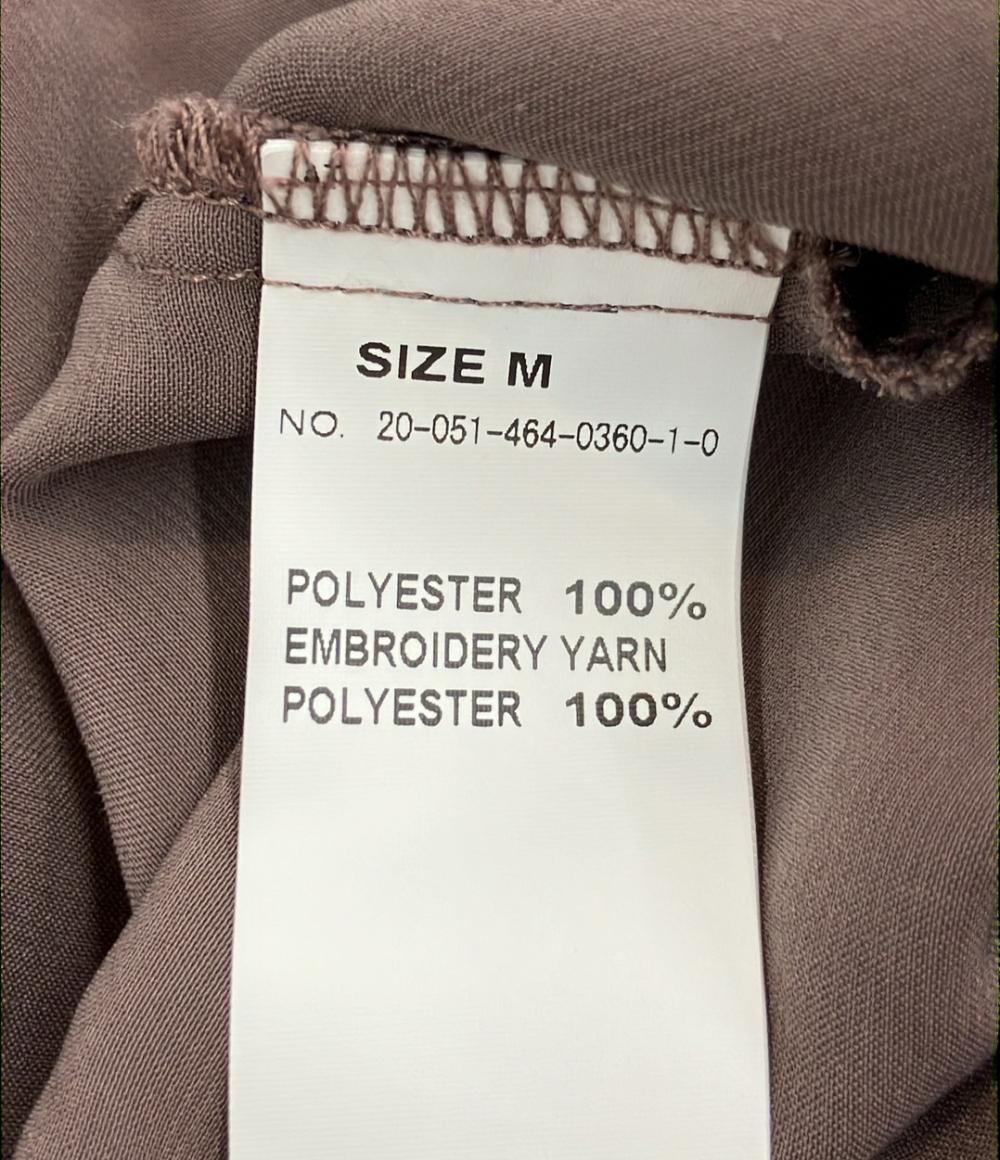 SIZE M
NO. 20-051-464-0360-1-0
POLYESTER 100%
EMBROIDERY YARN
POLYESTER 100%